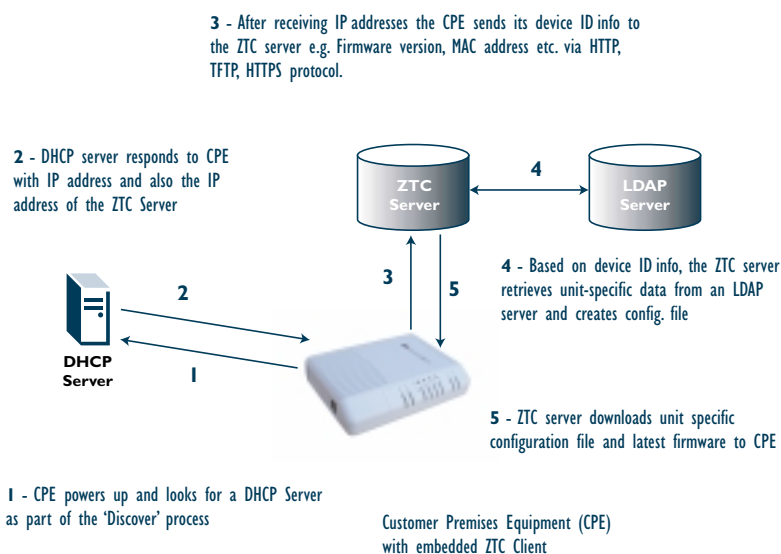 3 - After receiving IP addresses the CPE sends its device ID info to
the ZTC server e.g. Firmware version, MAC address etc. via HTTP,
TFTP, HTTPS protocol.
2 - DHCP server responds to CPE
with IP address and also the IP
address of the ZTC Server
ZTC
Server
4
LDAP
Server
4 - Based on device ID info, the ZTC server
retrieves unit-specific data from an LDAP
server and creates config. file
3
5
2
DHCP
Server
1
5 - ZTC server downloads unit specific
configuration file and latest firmware to CPE
1 - CPE powers up and looks for a DHCP Server
as part of the ‘Discover’ process
Customer Premises Equipment (CPE)
with embedded ZTC Client